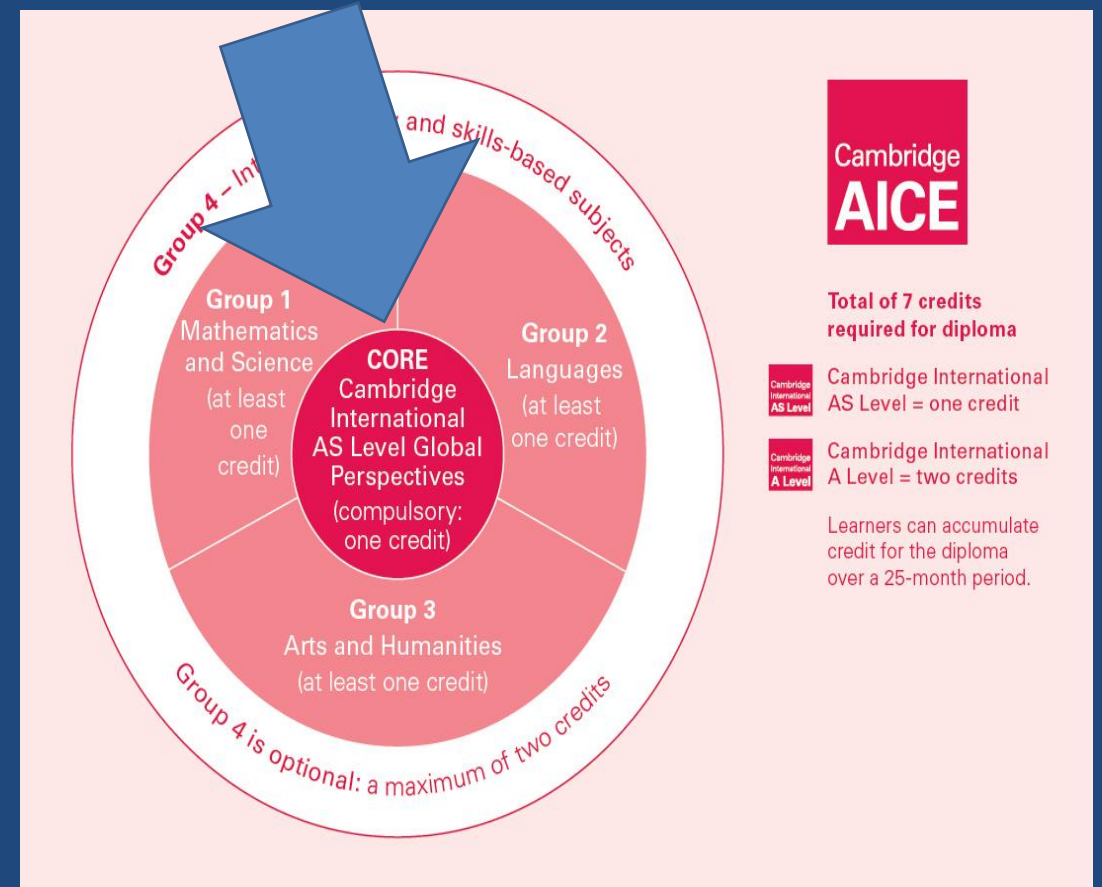 Group 4 – Int
and skills-based subjects
Group 1
Mathematics
and Science
(at least
one
credit)
CORE
Cambridge
International
AS Level Global
Perspectives
(compulsory:
one credit)
Group 2
Languages
(at least
one credit)
Group 3
Arts and Humanities
(at least one credit)
Group 4 is optional: a maximum of two credits
Cambridge
AICE
Total of 7 credits
required for diploma
Cambridge
International
AS Level
Cambridge International
AS Level = one credit
Cambridge
International
A Level
Cambridge International
A Level = two credits
Learners can accumulate
credit for the diploma
over a 25-month period.